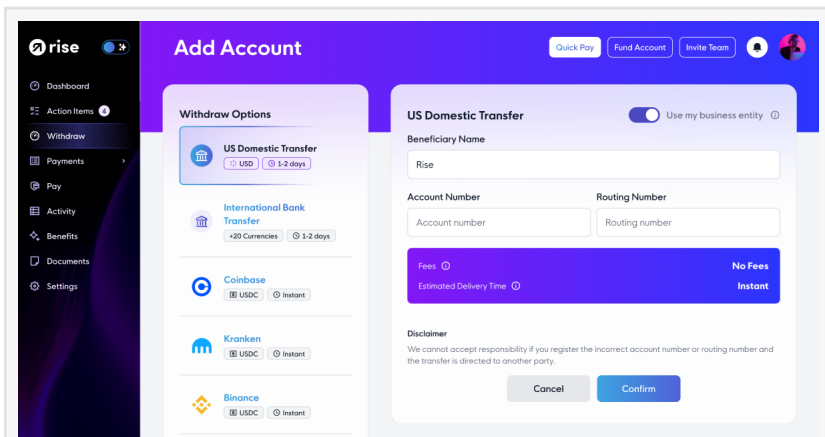 rise
Add Account
Quick Pay
Fund Account
Invite Team
Dashboard
Action Items 4
Withdraw
Payments
Pay
Activity
Benefits
Documents
Settings
Withdraw Options
US Domestic Transfer
USD
1-2 days
International Bank
Transfer
+20 Currencies
1-2 days
Coinbase
USDC
Instant
Kraken
USDC
Instant
Binance
USDC
Instant
US Domestic Transfer
Use my business entity
Beneficiary Name
Rise
Account Number
Routing Number
Account number
Routing number
Fees
No Fees
Estimated Delivery Time
Instant
Disclaimer
We cannot accept responsibility if you register the incorrect account number or routing number and
the transfer is directed to another party.
Cancel
Confirm